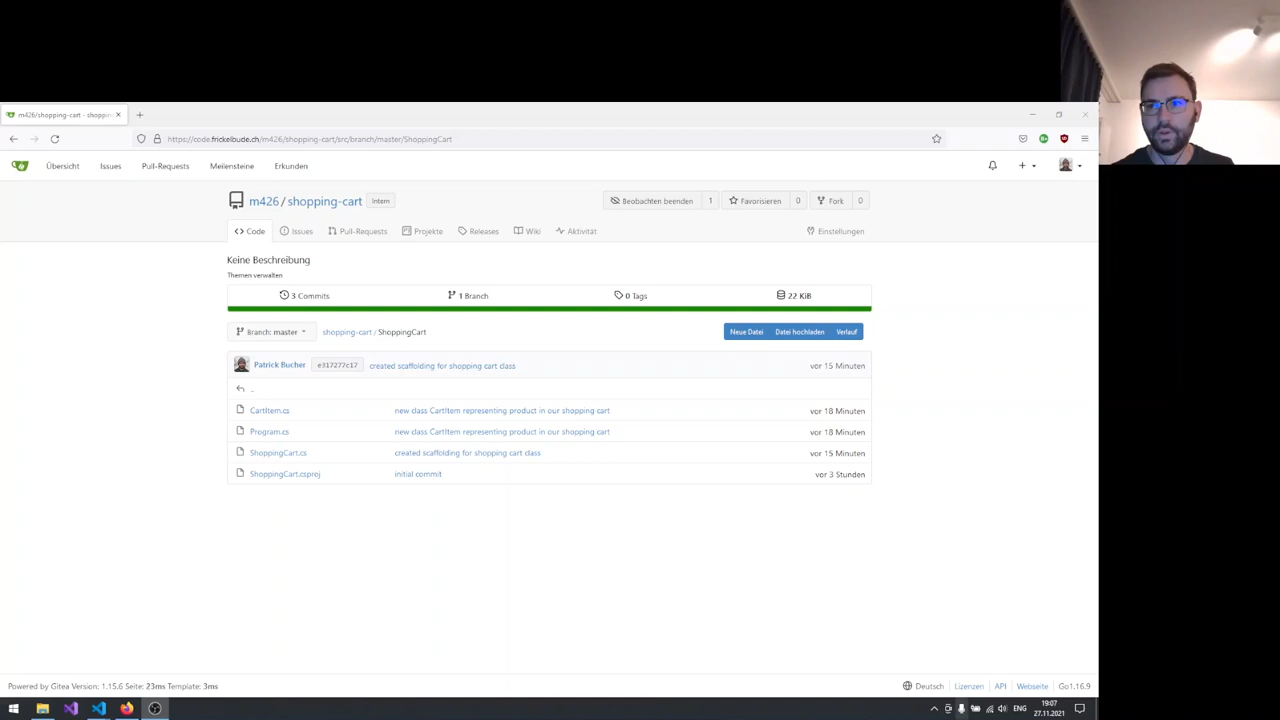 m426/shopping-cart - shoppin
https://code.frickelbude.ch/m426/shopping-cart/src/branch/master/ShoppingCart
Übersicht Issues Pull-Requests Meilensteine Erkunden
m426 / shopping-cart Intern Beobachten beenden 1 Favorisieren 0 Fork 0
Code Issues Pull-Requests Projekte Releases Wiki Aktivität Einstellungen
Keine Beschreibung
Themen verwalten
3 Commits 1 Branch 0 Tags 22 KiB
Branch: master shopping-cart / ShoppingCart Neue Datei Datei hochladen Verlauf
Patrick Bucher e317277c17 created scaffolding for shopping cart class vor 15 Minuten
..
CartItem.cs new class CartItem representing product in our shopping cart vor 18 Minuten
Program.cs new class CartItem representing product in our shopping cart vor 18 Minuten
ShoppingCart.cs created scaffolding for shopping cart class vor 15 Minuten
ShoppingCart.csproj initial commit vor 3 Stunden
Powered by Gitea Version: 1.15.6 Seite: 23ms Template: 3ms Deutsch Lizenzen API Webseite Go1.16.9
ENG 19:07
27.11.2021